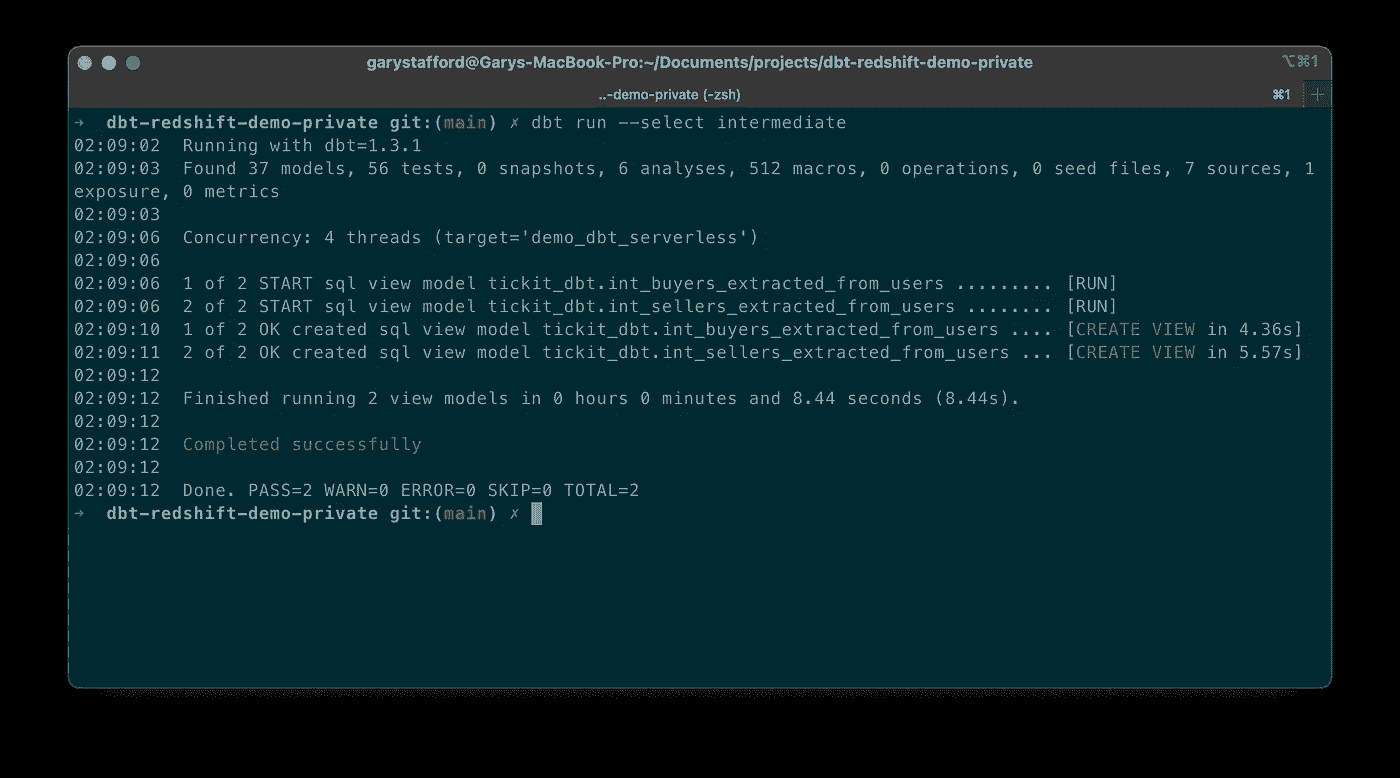 garystafford@Garys-MacBook-Pro:~/Documents/projects/dbt-redshift-demo-private ⌥⌘1
..-demo-private (-zsh) ⌘1 +
→ dbt-redshift-demo-private git:(main) ✗ dbt run --select intermediate
02:09:02 Running with dbt=1.3.1
02:09:03 Found 37 models, 56 tests, 0 snapshots, 6 analyses, 512 macros, 0 operations, 0 seed files, 7 sources, 1
exposure, 0 metrics
02:09:03
02:09:06 Concurrency: 4 threads (target='demo_dbt_serverless')
02:09:06
02:09:06 1 of 2 START sql view model tickit_dbt.int_buyers_extracted_from_users ......... [RUN]
02:09:06 2 of 2 START sql view model tickit_dbt.int_sellers_extracted_from_users ........ [RUN]
02:09:10 1 of 2 OK created sql view model tickit_dbt.int_buyers_extracted_from_users .... [CREATE VIEW in 4.36s]
02:09:11 2 of 2 OK created sql view model tickit_dbt.int_sellers_extracted_from_users ... [CREATE VIEW in 5.57s]
02:09:12
02:09:12 Finished running 2 view models in 0 hours 0 minutes and 8.44 seconds (8.44s).
02:09:12
02:09:12 Completed successfully
02:09:12
02:09:12 Done. PASS=2 WARN=0 ERROR=0 SKIP=0 TOTAL=2
→ dbt-redshift-demo-private git:(main) ✗